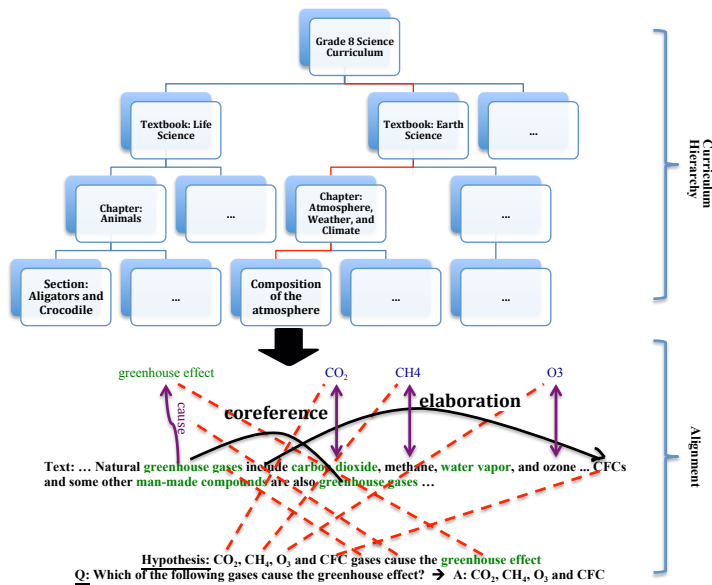 Grade 8 Science
Curriculum
Textbook: Life
Science
Textbook: Earth
Science
...
Chapter:
Animals
...
Chapter:
Atmosphere,
Weather, and
Climate
...
Section:
Aligators and
Crocodile
...
Composition of
the
atmosphere
...
...
Curriculum
Hierarchy
greenhouse effect
CO₂
CH4
O3
cause
coreference
elaboration
Alignment
Text: ... Natural greenhouse gases include carbon dioxide, methane, water vapor, and ozone ... CFCs
and some other man-made compounds are also greenhouse gases ...
Hypothesis: CO₂, CH₄, O₃ and CFC gases cause the greenhouse effect
Q: Which of the following gases cause the greenhouse effect? → A: CO₂, CH₄, O₃ and CFC